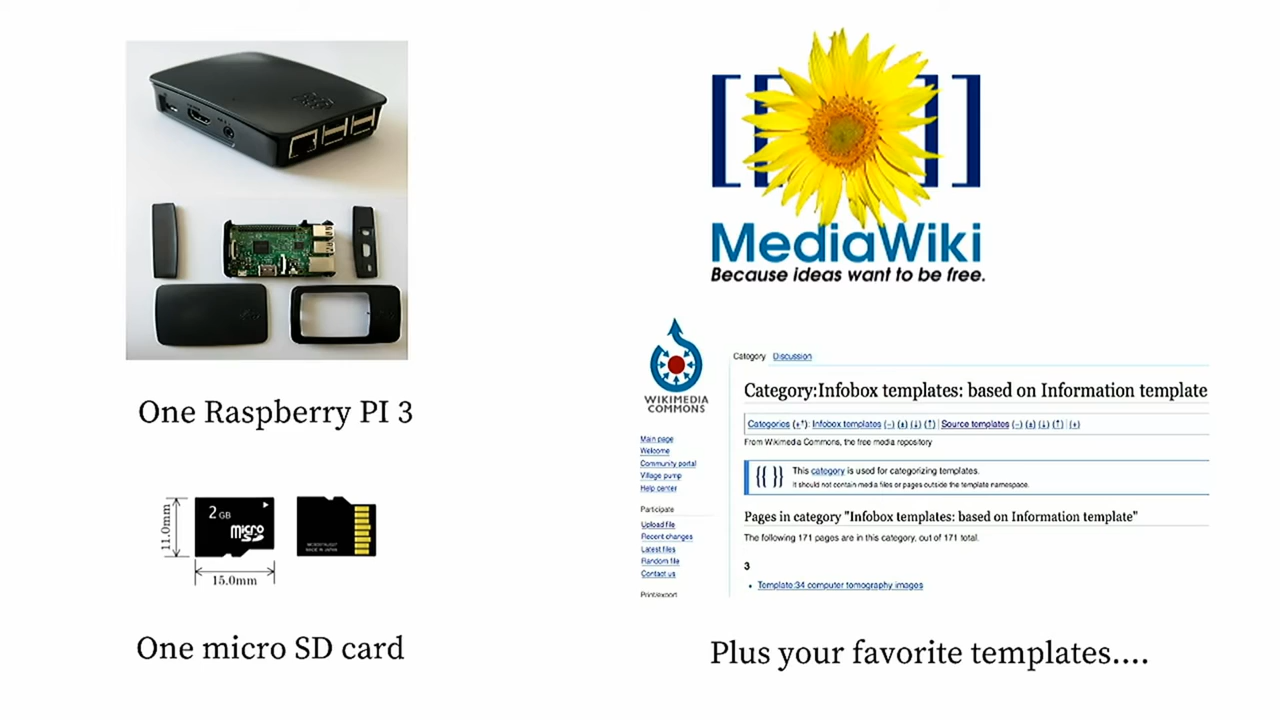 One Raspberry PI 3
11.0mm
2 GB
micro
SD
15.0mm
One micro SD card
MediaWiki
Because ideas want to be free.
WIKIMEDIA
COMMONS
Main page
Welcome
Community portal
Village pump
Help center
Participate
Upload file
Recent changes
Latest files
Random file
Contact us
Print/export
Category Discussion
Category:Infobox templates: based on Information template
Categories (+⁺): Infobox templates (−) (±) (↓) (↑) | Source templates (−) (±) (↓) (↑) | (+)
From Wikimedia Commons, the free media repository
{{ }}
This category is used for categorizing templates.
It should not contain media files or pages outside the template namespace.
Pages in category "Infobox templates: based on Information template"
The following 171 pages are in this category, out of 171 total.
3
Template:34 computer tomography images
Plus your favorite templates....